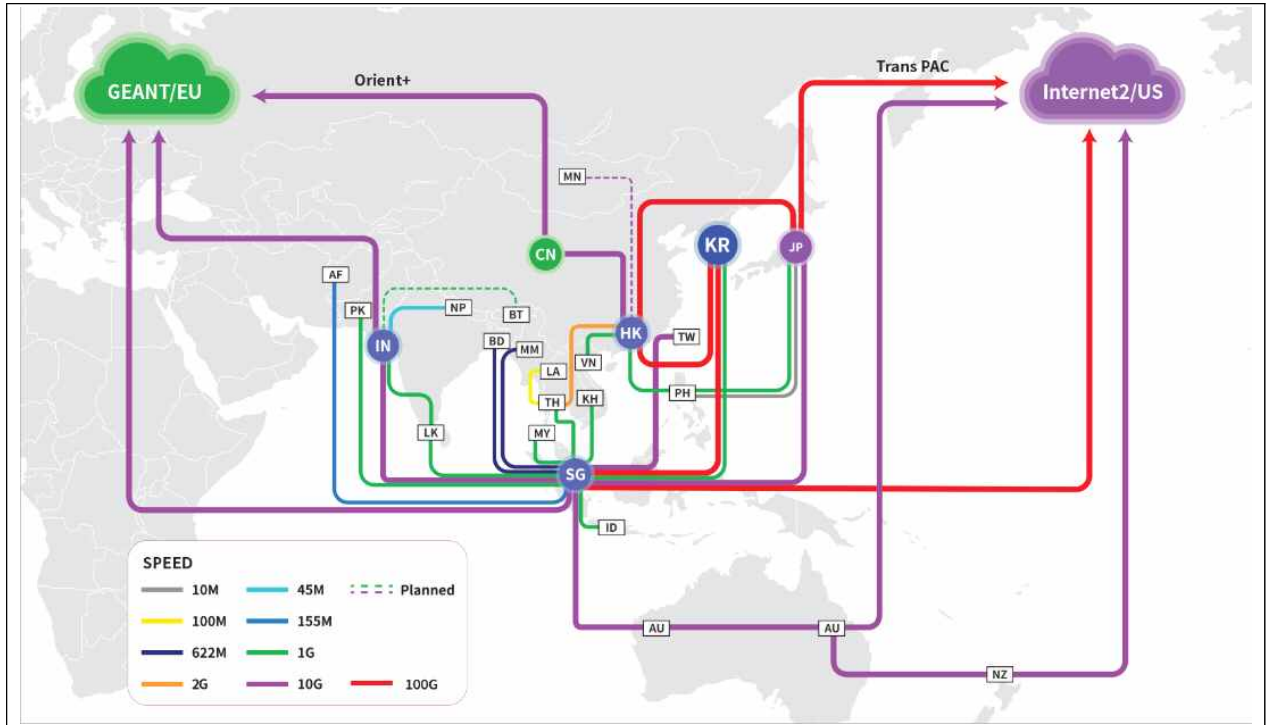 Orient+
Trans PAC
GEANT/EU
Internet2/US
MN
KR
JP
CN
AF
PK
NP
BT
IN
BD
MM
HK
TW
VN
LA
TH
KH
PH
LK
MY
SG
ID
SPEED
10M 45M Planned
100M 155M
622M 1G
2G 10G 100G
AU AU
NZ